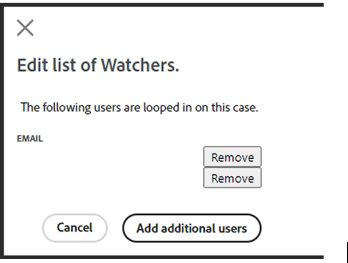 Edit list of Watchers.
The following users are looped in on this case.
EMAIL
Remove
Remove
Cancel Add additional users